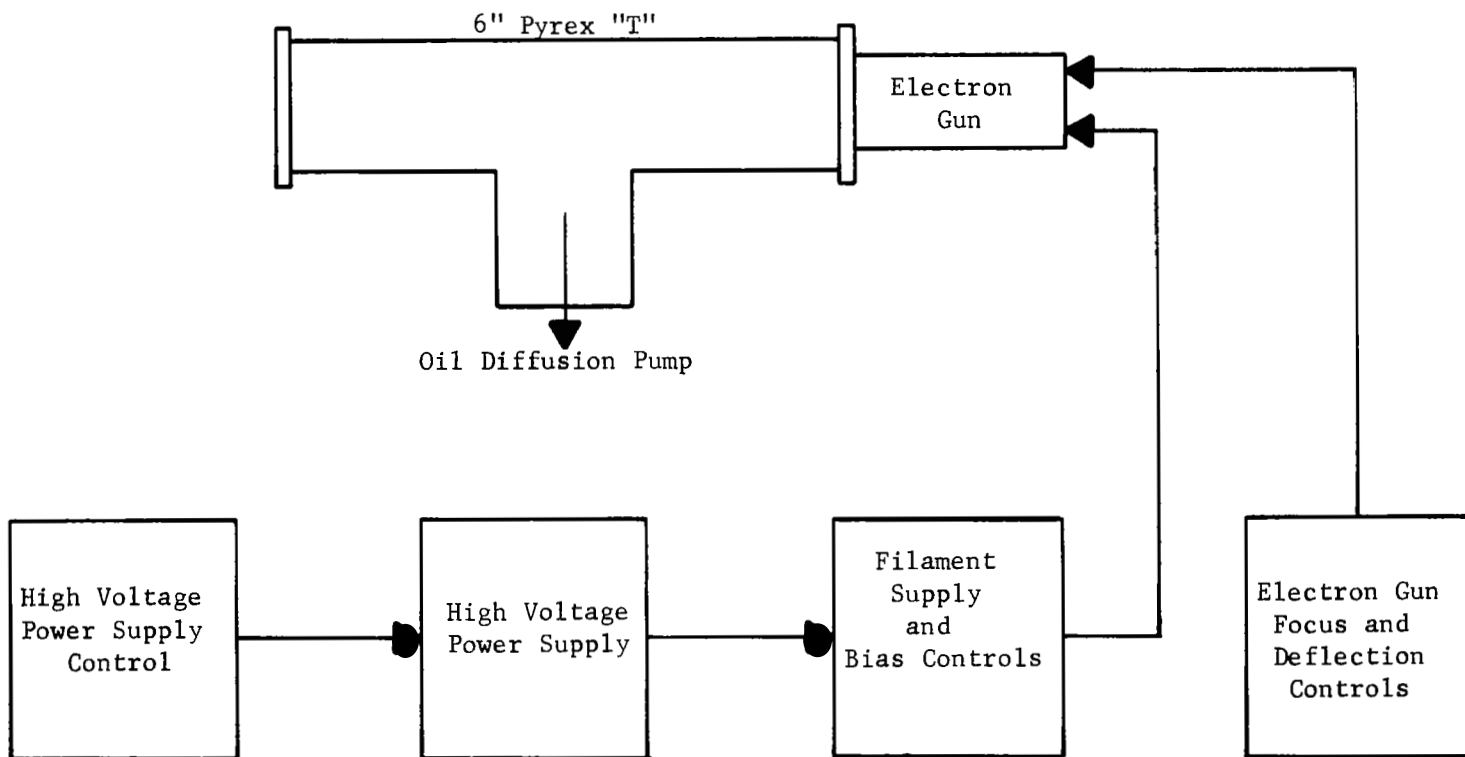 6" Pyrex "T"
Electron
Gun
Oil Diffusion Pump
High Voltage
Power Supply
Control
High Voltage
Power Supply
Filament
Supply
and
Bias Controls
Electron Gun
Focus and
Deflection
Controls